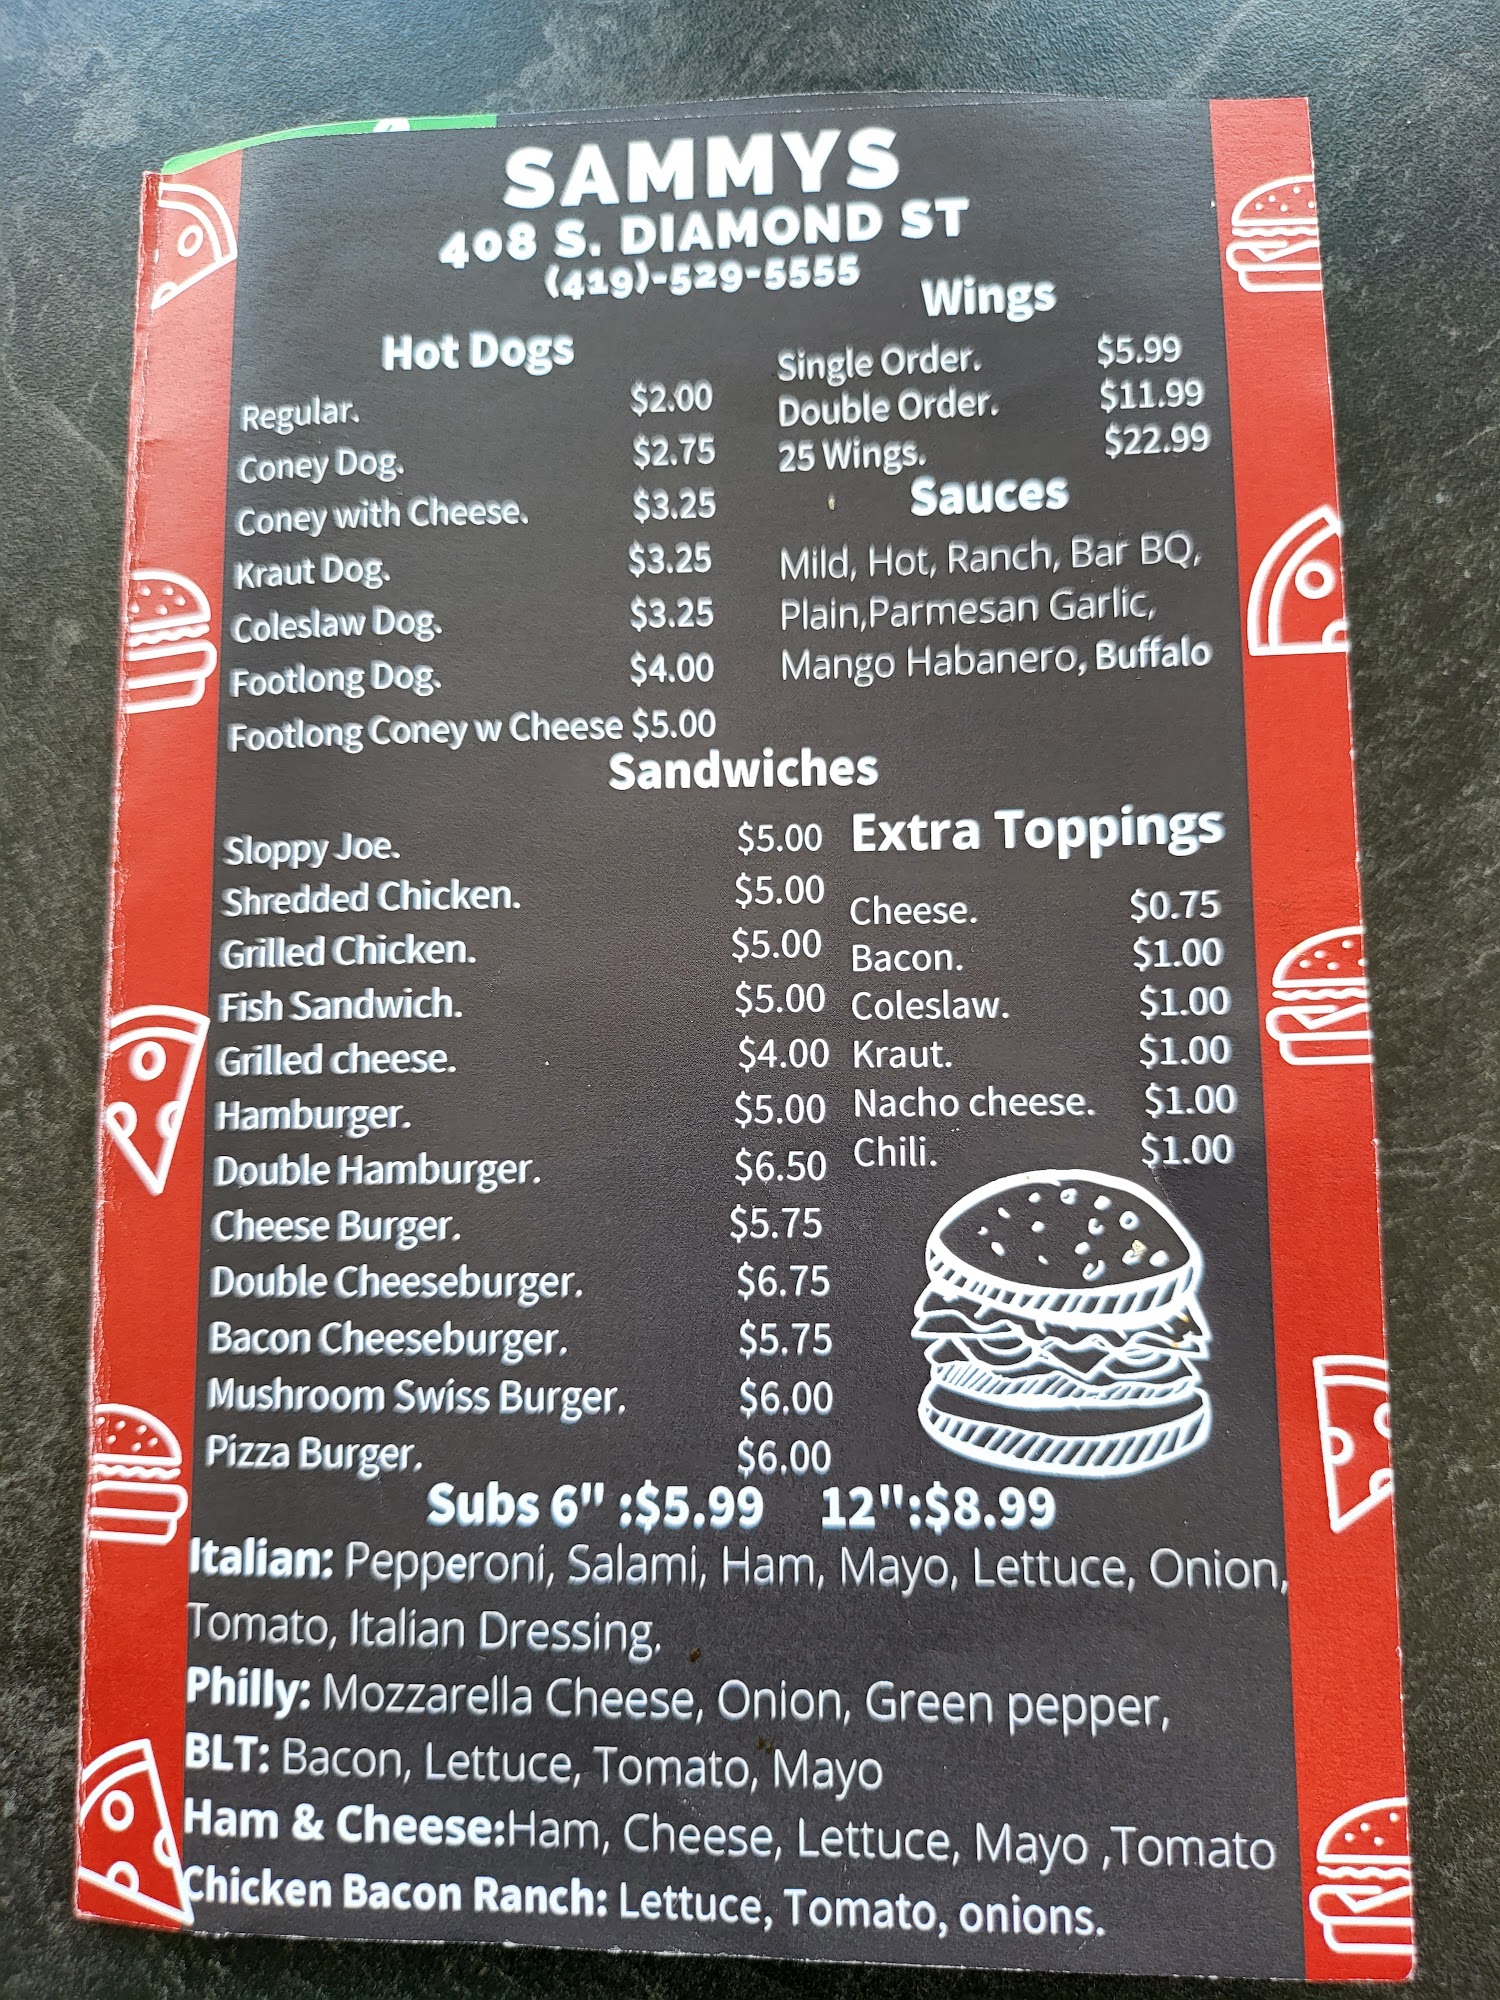 SAMMYS
408 S. DIAMOND ST
(419)-529-5555
Hot Dogs
Regular. $2.00
Coney Dog. $2.75
Coney with Cheese. $3.25
Kraut Dog. $3.25
Coleslaw Dog. $3.25
Footlong Dog. $4.00
Footlong Coney w Cheese $5.00
Wings
Single Order. $5.99
Double Order. $11.99
25 Wings. $22.99
Sauces
Mild, Hot, Ranch, Bar BQ,
Plain,Parmesan Garlic,
Mango Habanero, Buffalo
Sandwiches
Sloppy Joe. $5.00
Shredded Chicken. $5.00
Grilled Chicken. $5.00
Fish Sandwich. $5.00
Grilled cheese. $4.00
Hamburger. $5.00
Double Hamburger. $6.50
Cheese Burger. $5.75
Double Cheeseburger. $6.75
Bacon Cheeseburger. $5.75
Mushroom Swiss Burger. $6.00
Pizza Burger. $6.00
Extra Toppings
Cheese. $0.75
Bacon. $1.00
Coleslaw. $1.00
Kraut. $1.00
Nacho cheese. $1.00
Chili. $1.00
Subs 6" :$5.99 12":$8.99
Italian: Pepperoni, Salami, Ham, Mayo, Lettuce, Onion,
Tomato, Italian Dressing.
Philly: Mozzarella Cheese, Onion, Green pepper,
BLT: Bacon, Lettuce, Tomato, Mayo
Ham & Cheese:Ham, Cheese, Lettuce, Mayo ,Tomato
Chicken Bacon Ranch: Lettuce, Tomato, onions.